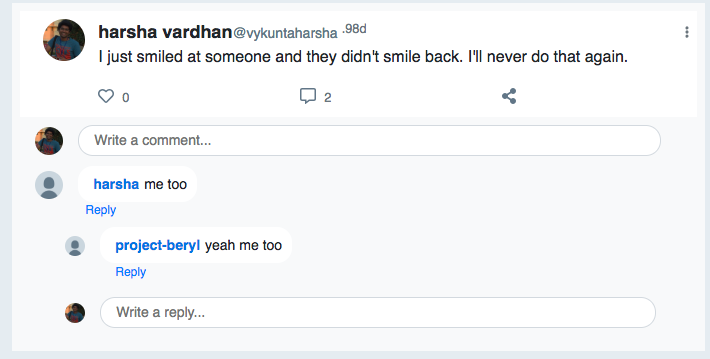 harsha vardhan@vykuntaharsha .98d
I just smiled at someone and they didn't smile back. I'll never do that again.
0 2
Write a comment...
harsha me too
Reply
project-beryl yeah me too
Reply
Write a reply...